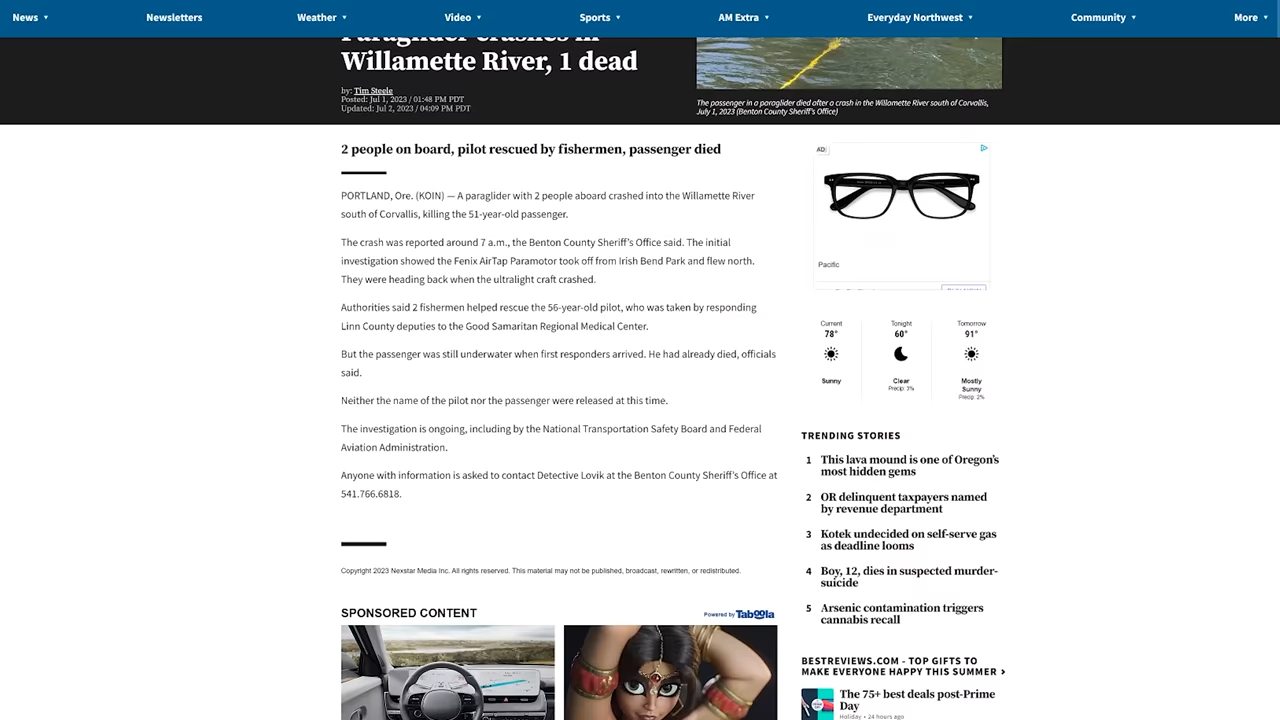 News
Newsletters
Weather
Video
Sports
AM Extra
Everyday Northwest
Community
More
Paraglider crashes in
Willamette River, 1 dead
by: Tim Steele
Posted: Jul 1, 2023 / 01:48 PM PDT
Updated: Jul 2, 2023 / 04:09 PM PDT
The passenger in a paraglider died after a crash in the Willamette River south of Corvallis,
July 1, 2023 (Benton County Sheriff's Office)
2 people on board, pilot rescued by fishermen, passenger died
PORTLAND, Ore. (KOIN) — A paraglider with 2 people aboard crashed into the Willamette River
south of Corvallis, killing the 51-year-old passenger.
The crash was reported around 7 a.m., the Benton County Sheriff's Office said. The initial
investigation showed the Fenix AirTap Paramotor took off from Irish Bend Park and flew north.
They were heading back when the ultralight craft crashed.
Authorities said 2 fishermen helped rescue the 56-year-old pilot, who was taken by responding
Linn County deputies to the Good Samaritan Regional Medical Center.
But the passenger was still underwater when first responders arrived. He had already died, officials
said.
Neither the name of the pilot nor the passenger were released at this time.
The investigation is ongoing, including by the National Transportation Safety Board and Federal
Aviation Administration.
Anyone with information is asked to contact Detective Lovik at the Benton County Sheriff's Office at
541.766.6818.
Copyright 2023 Nexstar Media Inc. All rights reserved. This material may not be published, broadcast, rewritten, or redistributed.
SPONSORED CONTENT
Powered by Taboola
AD
Pacific
Current
78°
Sunny
Tonight
60°
Clear
Precip: 3%
Tomorrow
91°
Mostly
Sunny
Precip: 2%
TRENDING STORIES
1 This lava mound is one of Oregon's
most hidden gems
2 OR delinquent taxpayers named
by revenue department
3 Kotek undecided on self-serve gas
as deadline looms
4 Boy, 12, dies in suspected murder-
suicide
5 Arsenic contamination triggers
cannabis recall
BESTREVIEWS.COM - TOP GIFTS TO
MAKE EVERYONE HAPPY THIS SUMMER ›
The 75+ best deals post-Prime
Day
Holiday • 24 hours ago